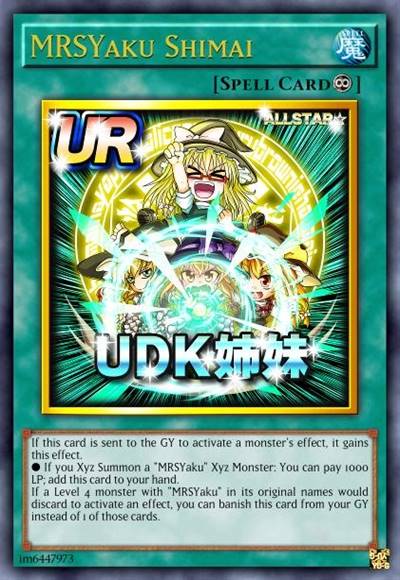 MRSYaku Shimai
魔
[Spell Card]
UR
ALLSTAR☆
UDK姉妹
If this card is sent to the GY to activate a monster's effect, it gains
this effect.
● If you Xyz Summon a "MRSYaku" Xyz Monster: You can pay 1000
LP; add this card to your hand.
If a Level 4 monster with "MRSYaku" in its original names would
discard to activate an effect, you can banish this card from your GY
instead of 1 of those cards.
im6447973